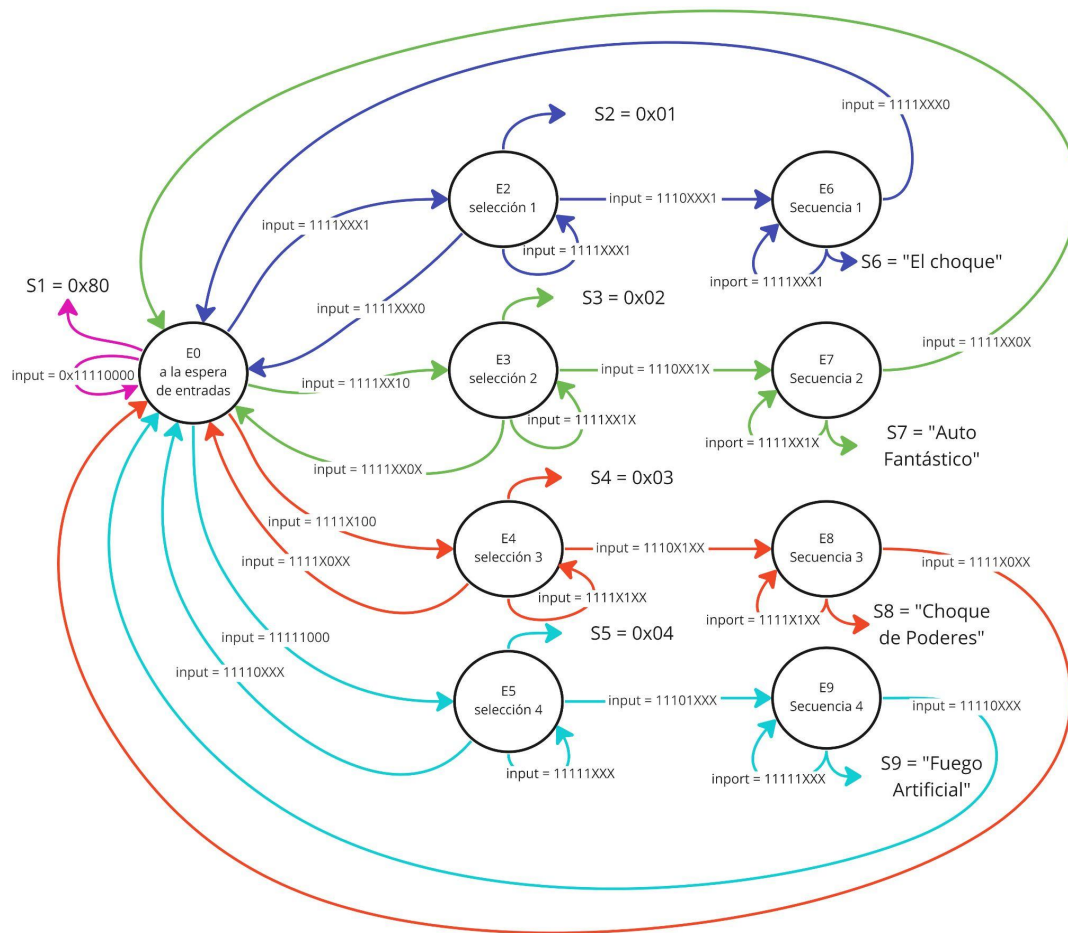 input = 1111XXX0
S2 = 0x01
E2
selección 1
input = 1110XXX1
E6
Secuencia 1
input = 1111XXX1
input = 1111XXX1
S6 = "El choque"
inport = 1111XXX1
S1 = 0x80
S3 = 0x02
input = 1111XXX0
E0
a la espera
de entradas
input = 0x11110000
E3
selección 2
input = 1110XX1X
E7
Secuencia 2
input = 1111XX0X
input = 1111XX10
input = 1111XX1X
inport = 1111XX1X
S7 = "Auto
Fantástico"
input = 1111XX0X
S4 = 0x03
input = 1111X100
E4
selección 3
input = 1110X1XX
E8
Secuencia 3
input = 1111X0XX
input = 1111X0XX
input = 1111X1XX
inport = 1111X1XX
S8 = "Choque
de Poderes"
input = 11111000
S5 = 0x04
input = 11110XXX
E5
selección 4
input = 11101XXX
E9
Secuencia 4
input = 11110XXX
input = 11111XXX
inport = 11111XXX
S9 = "Fuego
Artificial"